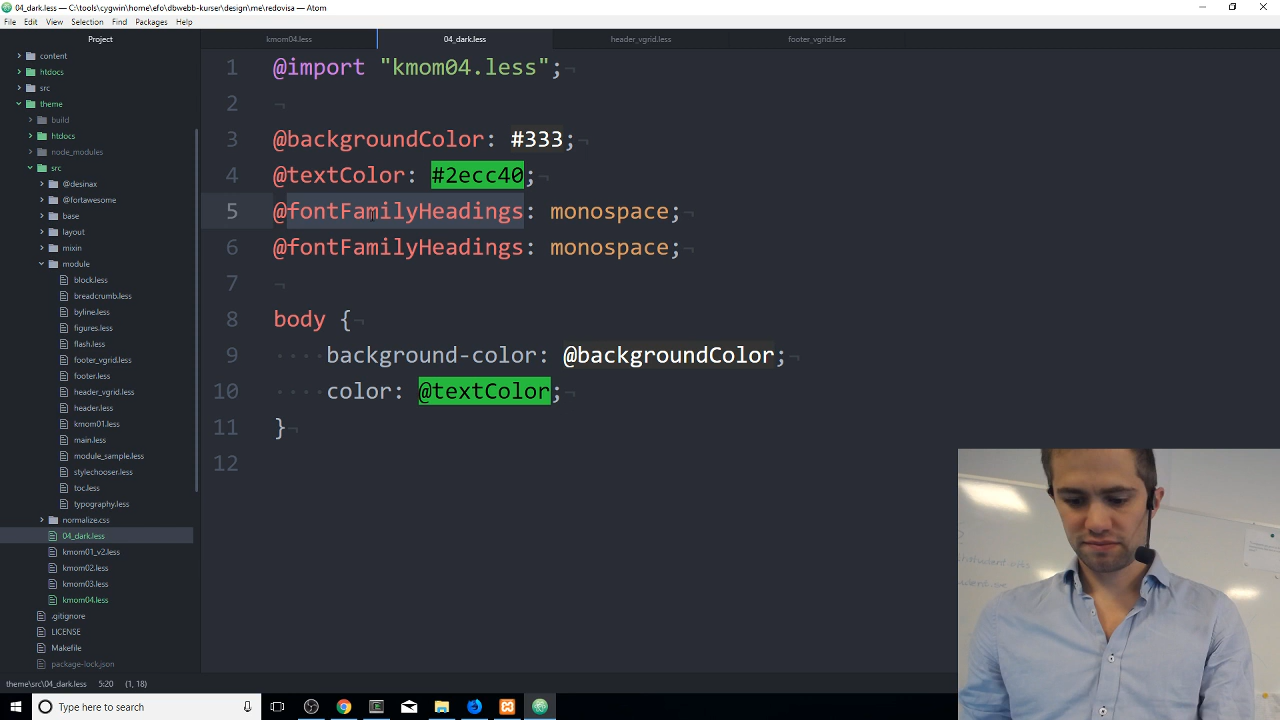 04_dark.less — C:\tools\cygwin\home\efo\dbwebb-kurser\design\me\redovisa — Atom
File Edit View Selection Find Packages Help
Project
kmom04.less
04_dark.less
header_vgrid.less
footer_vgrid.less
content
htdocs
src
theme
build
htdocs
node_modules
src
@desinax
@fortawesome
base
layout
mixin
module
block.less
breadcrumb.less
byline.less
figures.less
flash.less
footer_vgrid.less
footer.less
header_vgrid.less
header.less
kmom01.less
main.less
module_sample.less
stylechooser.less
toc.less
typography.less
normalize.css
04_dark.less
kmom01_v2.less
kmom02.less
kmom03.less
kmom04.less
.gitignore
LICENSE
Makefile
package-lock.json
1 @import "kmom04.less";¬
2 ¬
3 @backgroundColor: #333;¬
4 @textColor: #2ecc40;¬
5 @fontFamilyHeadings: monospace;¬
6 @fontFamilyHeadings: monospace;¬
7 ¬
8 body {¬
9 ····background-color: @backgroundColor;¬
10 ····color: @textColor;¬
11 }¬
12
theme\src\04_dark.less 5:20 (1, 18)
Type here to search